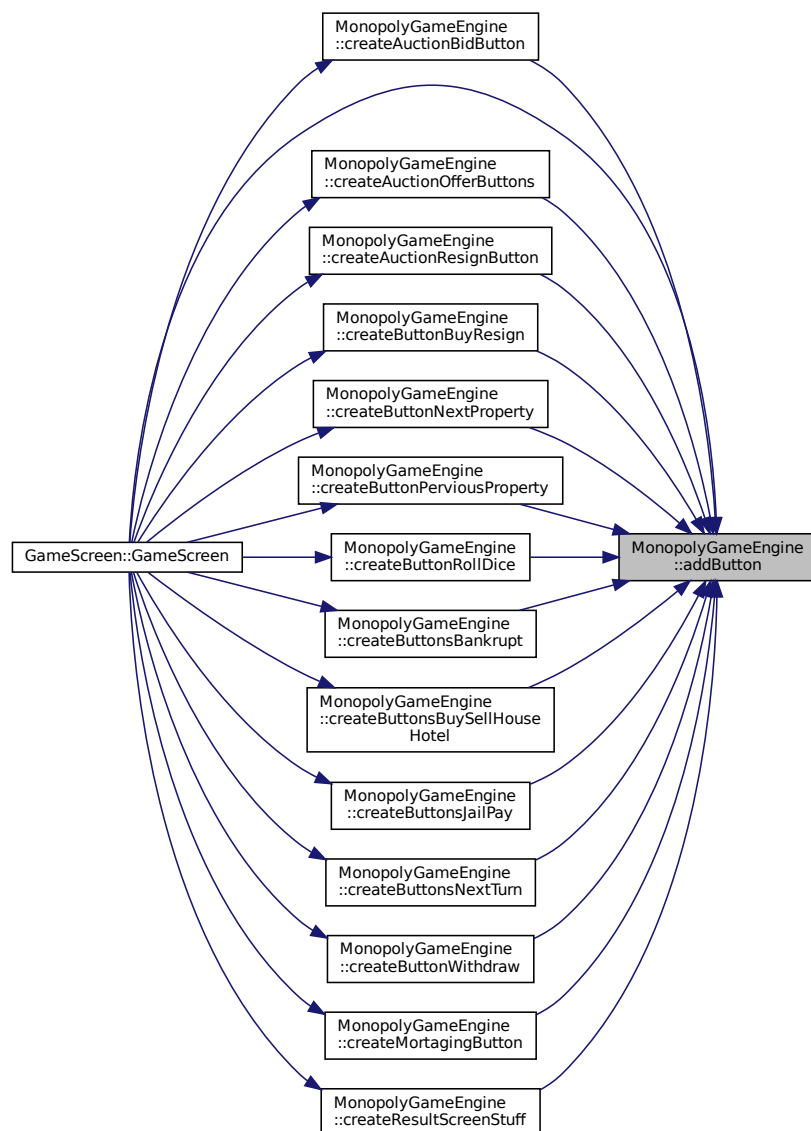 MonopolyGameEngine
::createAuctionBidButton
MonopolyGameEngine
::createAuctionOfferButtons
MonopolyGameEngine
::createAuctionResignButton
MonopolyGameEngine
::createButtonBuyResign
MonopolyGameEngine
::createButtonNextProperty
MonopolyGameEngine
::createButtonPerviousProperty
GameScreen::GameScreen
MonopolyGameEngine
::createButtonRollDice
MonopolyGameEngine
::addButton
MonopolyGameEngine
::createButtonsBankrupt
MonopolyGameEngine
::createButtonsBuySellHouse
Hotel
MonopolyGameEngine
::createButtonsJailPay
MonopolyGameEngine
::createButtonsNextTurn
MonopolyGameEngine
::createButtonWithdraw
MonopolyGameEngine
::createMortagingButton
MonopolyGameEngine
::createResultScreenStuff